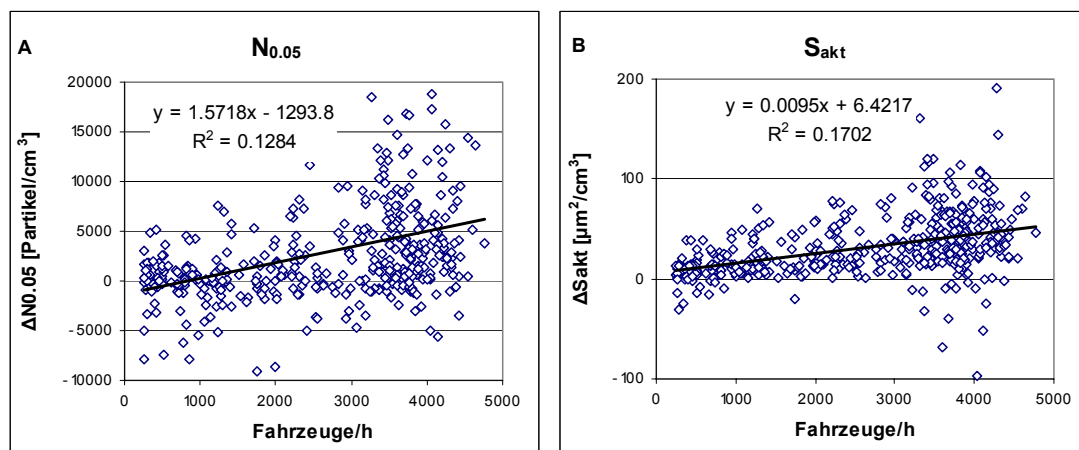 A
N0.05
y = 1.5718x - 1293.8
R² = 0.1284
20000
15000
10000
5000
0
-5000
-10000
ΔN0.05 [Partikel/cm³]
0 1000 2000 3000 4000 5000
Fahrzeuge/h
B
Sakt
y = 0.0095x + 6.4217
R² = 0.1702
200
100
0
-100
ΔSakt [µm²/cm³]
0 1000 2000 3000 4000 5000
Fahrzeuge/h